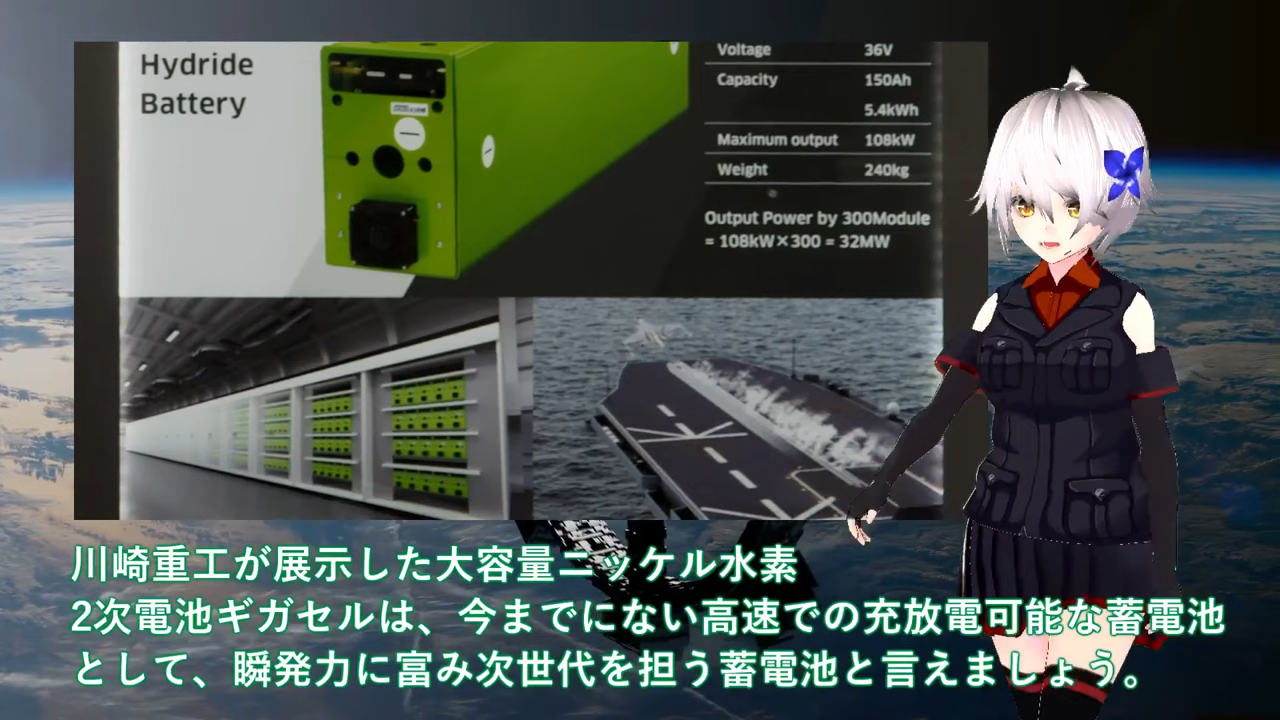 Hydride
Battery
Voltage 36V
Capacity 150Ah
5.4kWh
Maximum output 108kW
Weight 240kg
Output Power by 300Module
= 108kW×300 = 32MW
川崎重工が展示した大容量ニッケル水素
2次電池ギガセルは、今までにない高速での充放電可能な蓄電池
として、瞬発力に富み次世代を担う蓄電池と言えましょう。